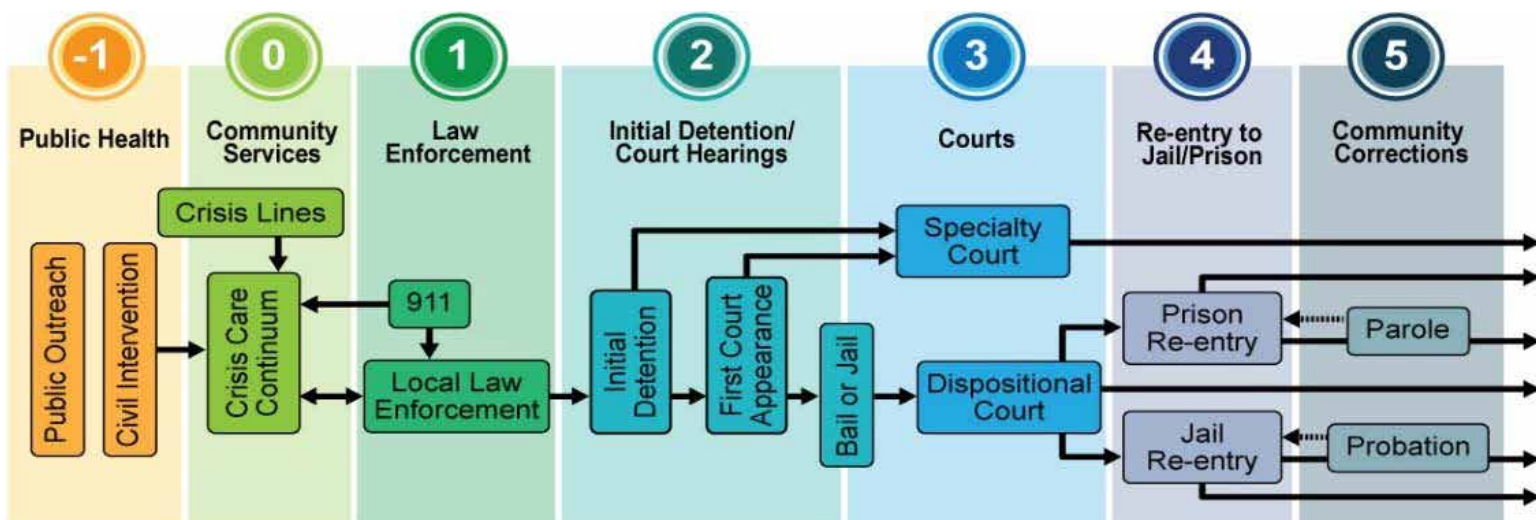 -1
0
1
2
3
4
5
Public Health
Community
Services
Law
Enforcement
Initial Detention/
Court Hearings
Courts
Re-entry to
Jail/Prison
Community
Corrections
Public Outreach
Civil Intervention
Crisis Lines
Crisis Care
Continuum
911
Local Law
Enforcement
Initial
Detention
First Court
Appearance
Bail or Jail
Specialty
Court
Dispositional
Court
Prison
Re-entry
Jail
Re-entry
Parole
Probation